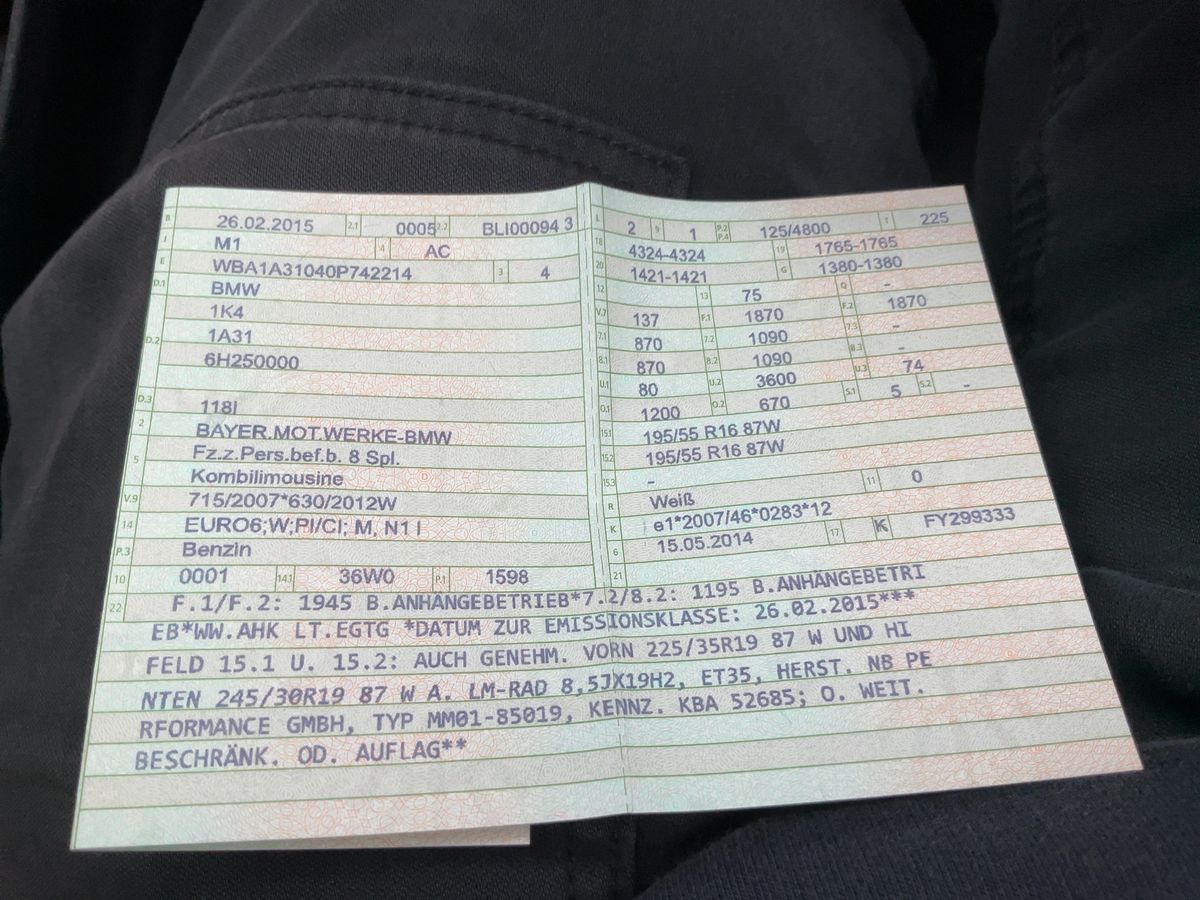 B 26.02.2015 2.1 0005 2.2 BLI00094 3
J M1 4 AC
E WBA1A31040P742214 3 4
D.1 BMW
1K4
D.2 1A31
6H250000
D.3 118I
2 BAYER.MOT.WERKE-BMW
5 Fz.z.Pers.bef.b. 8 Spl.
Kombilimousine
V.9 715/2007*630/2012W
14 EURO6;W;PI/CI; M, N1 I
P.3 Benzin
10 0001 14.1 36W0 P.1 1598
L 2 9 1 P.2 P.4 125/4800 T 225
18 4324-4324 19 1765-1765
20 1421-1421 G 1380-1380
12 13 75 Q -
V.7 137 F.1 1870 F.2 1870
7.1 870 7.2 1090 7.3 -
8.1 870 8.2 1090 8.3 -
U.1 80 U.2 3600 U.3 74
O.1 1200 O.2 670 S.1 5 S.2 -
15.1 195/55 R16 87W
15.2 195/55 R16 87W
15.3 -
R Weiß 11 0
K e1*2007/46*0283*12
6 15.05.2014 17 K FY299333
21
22 F.1/F.2: 1945 B.ANHÄNGEBETRIEB*7.2/8.2: 1195 B.ANHÄNGEBETRI
EB*WW.AHK LT.EGTG *DATUM ZUR EMISSIONSKLASSE: 26.02.2015***
FELD 15.1 U. 15.2: AUCH GENEHM. VORN 225/35R19 87 W UND HI
NTEN 245/30R19 87 W A. LM-RAD 8,5JX19H2, ET35, HERST. NB PE
RFORMANCE GMBH, TYP MM01-85019, KENNZ. KBA 52685; O. WEIT.
BESCHRÄNK. OD. AUFLAG**